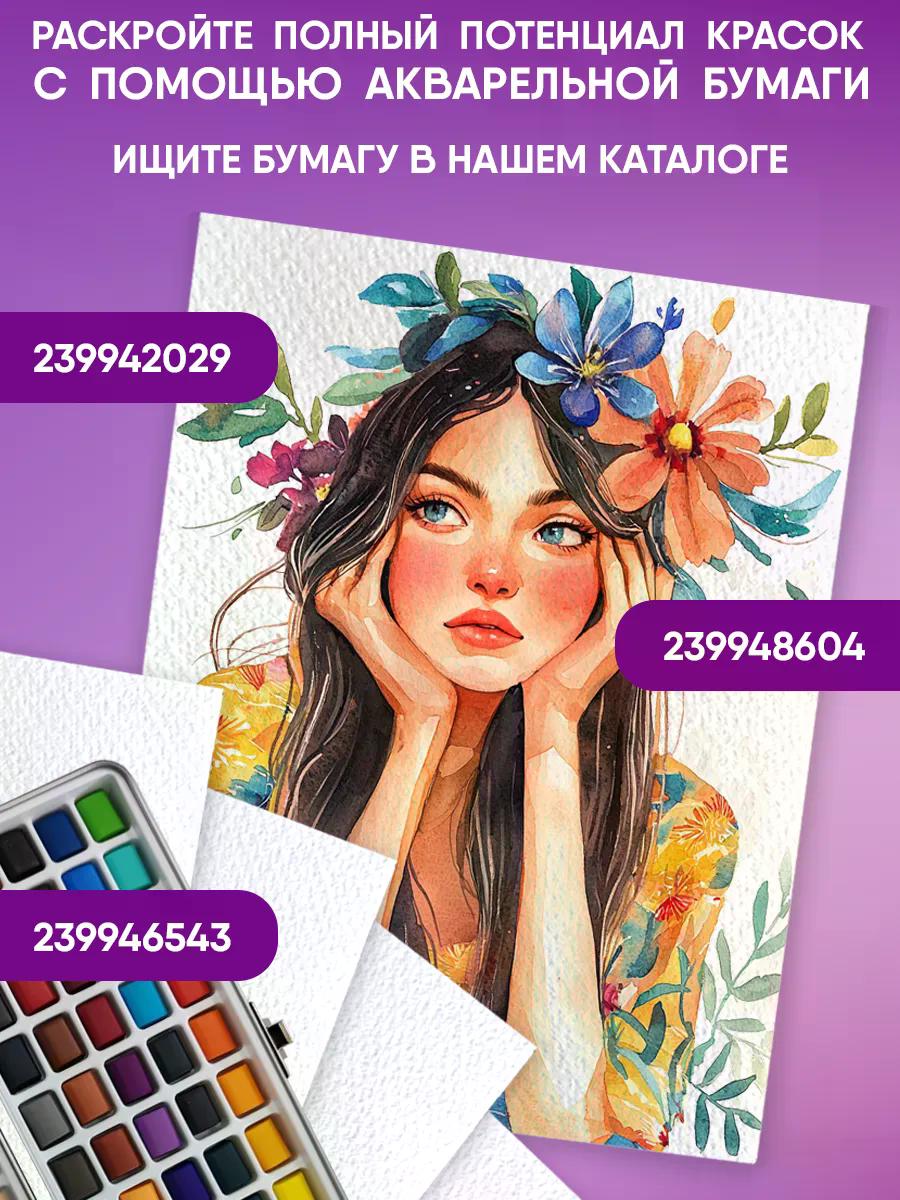 РАСКРОЙТЕ ПОЛНЫЙ ПОТЕНЦИАЛ КРАСОК
С ПОМОЩЬЮ АКВАРЕЛЬНОЙ БУМАГИ
ИЩИТЕ БУМАГУ В НАШЕМ КАТАЛОГЕ
239942029
239948604
239946543